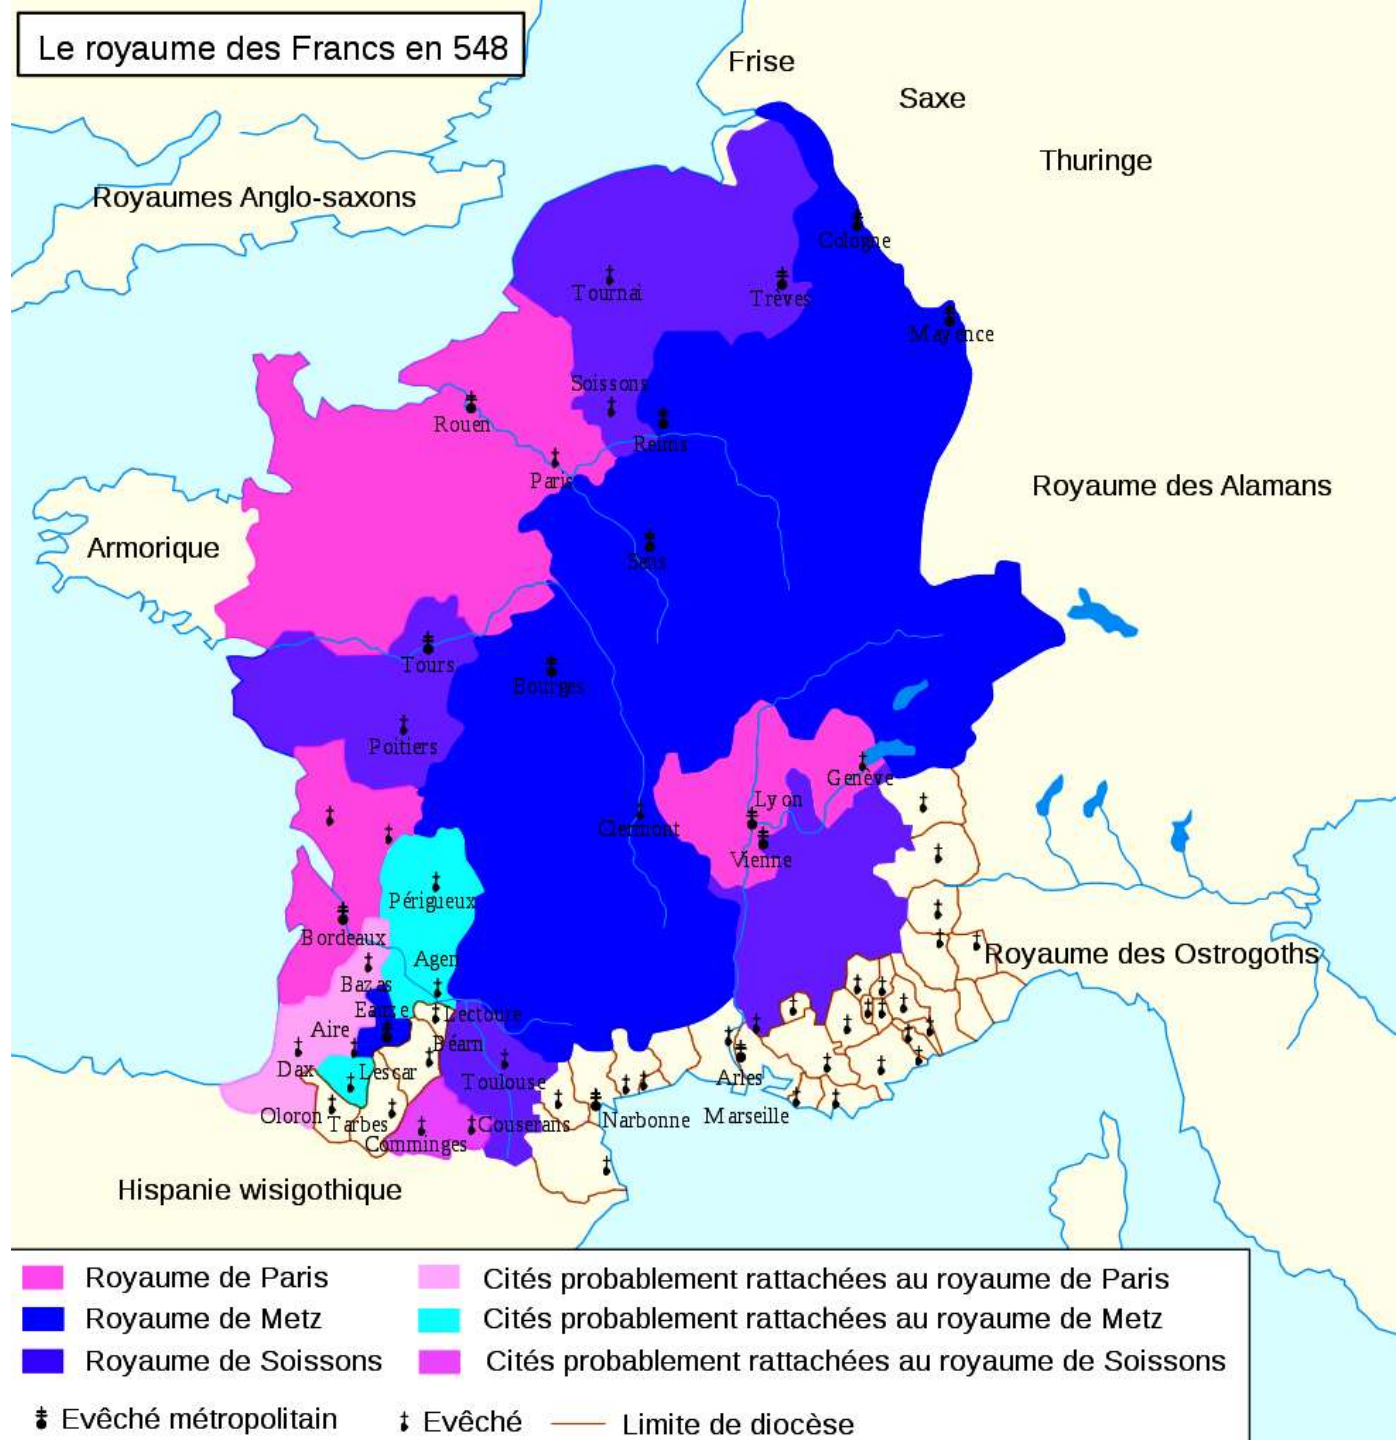 Le royaume des Francs en 548
Frise
Saxe
Thuringe
Royaumes Anglo-saxons
Cologne
Tournai
Trèves
Mayence
Soissons
Rouen
Reims
Paris
Royaume des Alamans
Armorique
Sens
Tours
Bourges
Poitiers
Genève
Lyon
Clermont
Vienne
Périgueux
Bordeaux
Agen
Royaume des Ostrogoths
Bazas
Eauze
Lectoure
Aire
Béarn
Dax
Lescar
Toulouse
Arles
Oloron
Tarbes
Couserans
Narbonne
Marseille
Comminges
Hispanie wisigothique
Royaume de Paris
Cités probablement rattachées au royaume de Paris
Royaume de Metz
Cités probablement rattachées au royaume de Metz
Royaume de Soissons
Cités probablement rattachées au royaume de Soissons
Evêché métropolitain
Evêché
Limite de diocèse